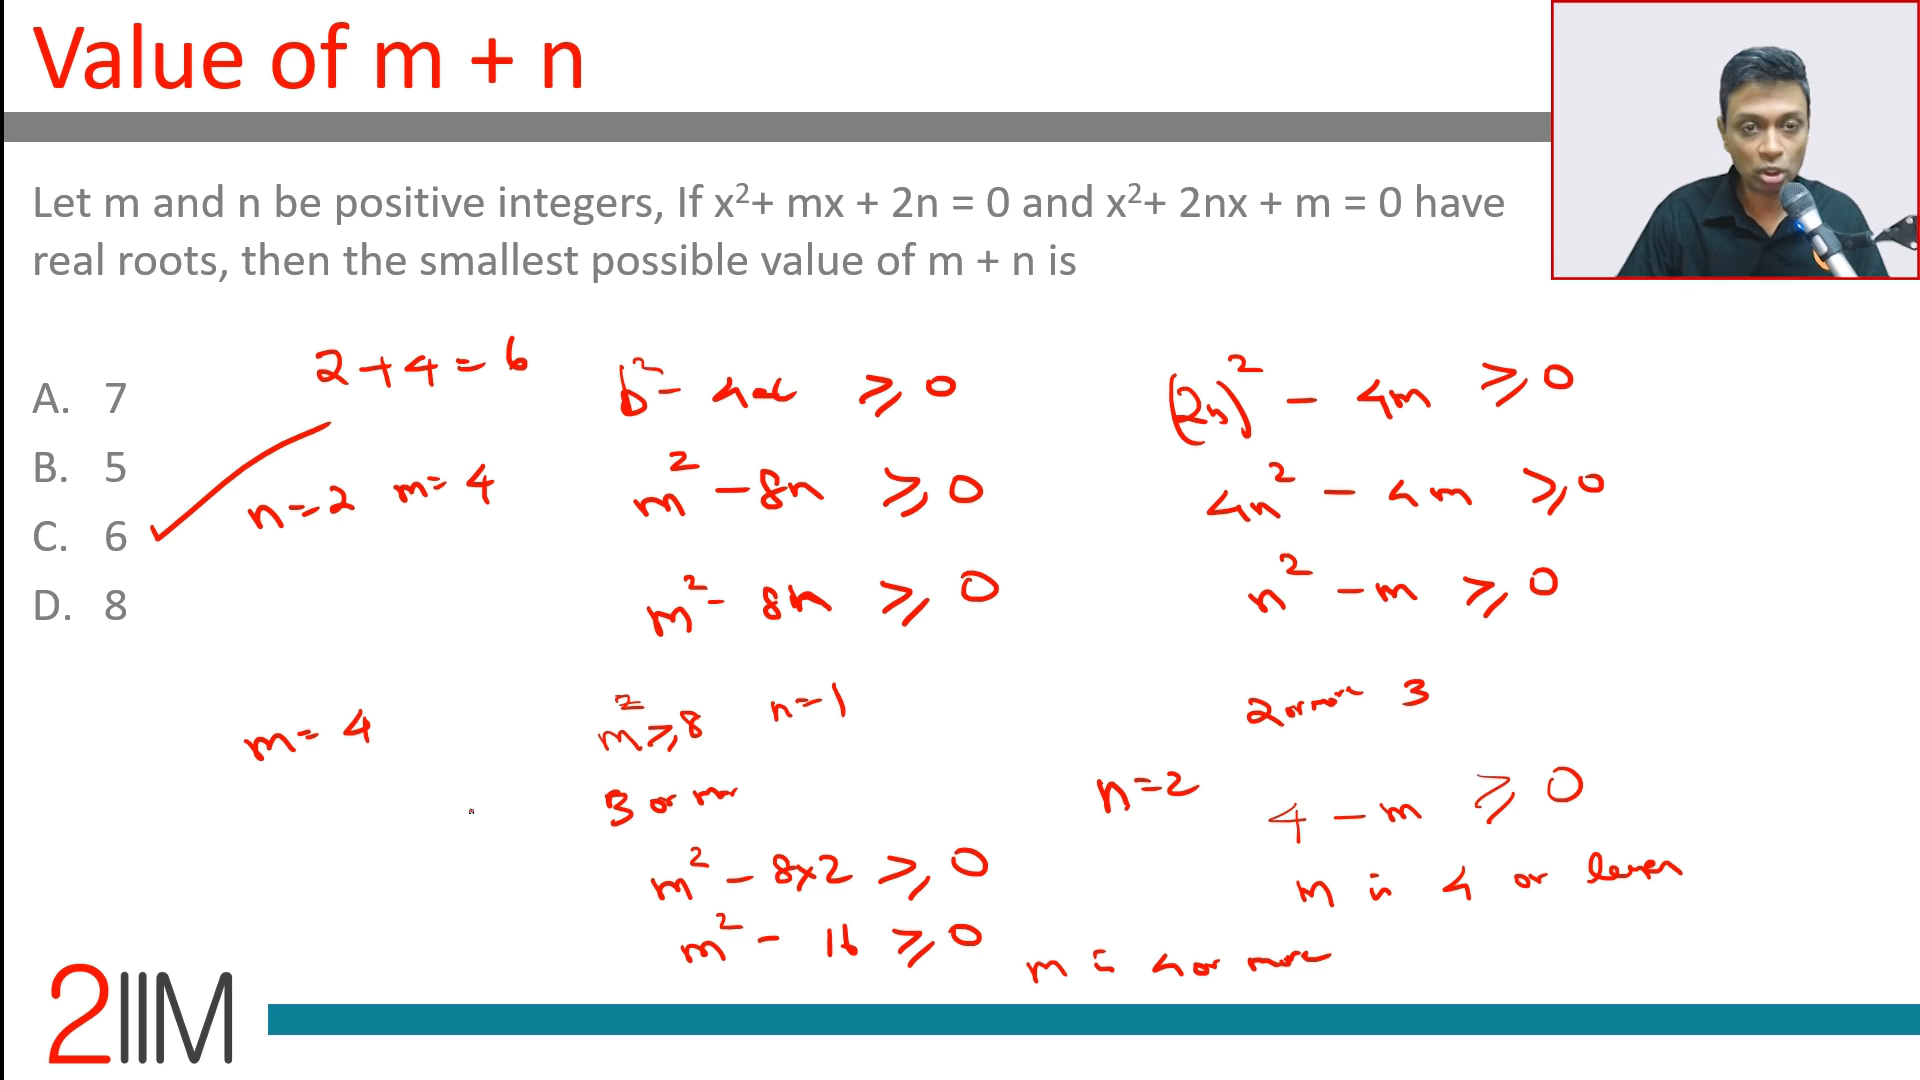 Value of m + n
Let m and n be positive integers, If x²+ mx + 2n = 0 and x²+ 2nx + m = 0 have
real roots, then the smallest possible value of m + n is
A. 7
B. 5
C. 6
D. 8
2+4=6
n=2 m=4
m=4
b²-4ac ≥ 0
m²-8n ≥ 0
m²-8n ≥ 0
m² ≥ 8 n=1
3 or mor
m² - 8x2 ≥ 0
m² - 16 ≥ 0
(2n)² - 4m ≥ 0
4n² - 4m ≥ 0
n² - m ≥ 0
2 or more 3
n=2 4 - m ≥ 0
m is 4 or lesser
m is 4 or more
2IIM